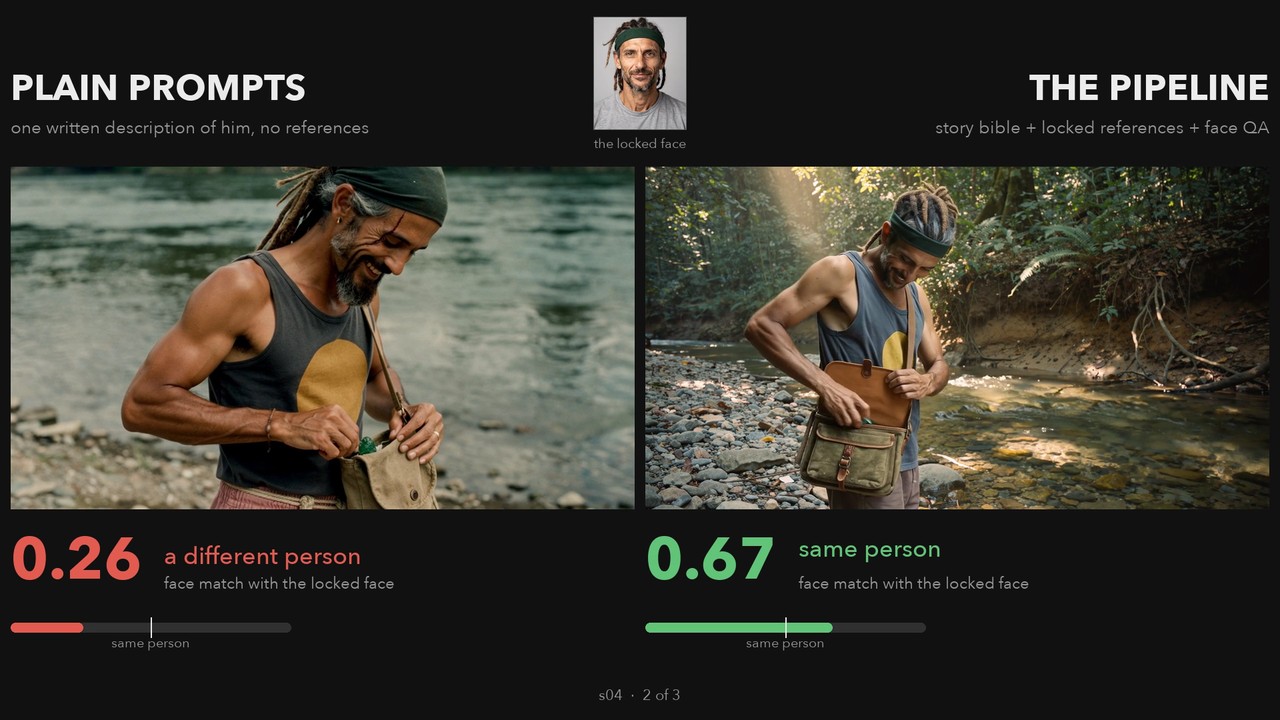 PLAIN PROMPTS
one written description of him, no references
the locked face
THE PIPELINE
story bible + locked references + face QA
0.26
a different person
face match with the locked face
same person
0.67
same person
face match with the locked face
same person
s04 · 2 of 3